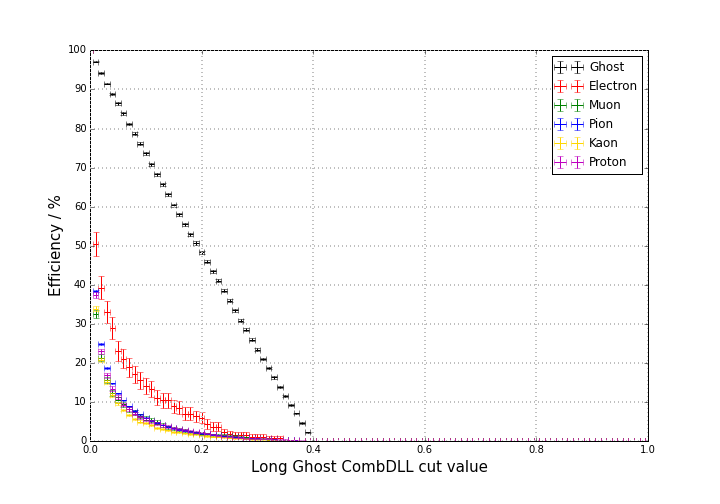 100
90
80
70
60
50
40
30
20
10
0
Efficiency / %
0.0
0.2
0.4
0.6
0.8
1.0
Long Ghost CombDLL cut value
Ghost
Electron
Muon
Pion
Kaon
Proton